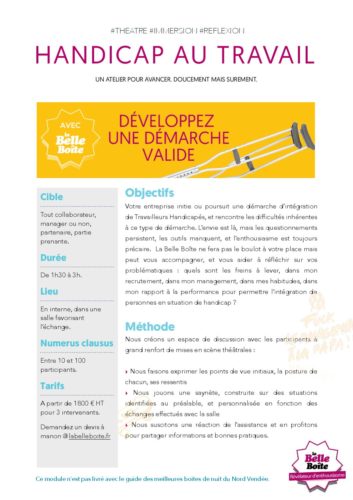 #THEATRE #IMMERSION #REFLEXION
HANDICAP AU TRAVAIL
UN ATELIER POUR AVANCER. DOUCEMENT MAIS SUREMENT.
AVEC
la
Belle
Boîte
DÉVELOPPEZ
UNE DÉMARCHE
VALIDE
Cible
Tout collaborateur,
manager ou non,
partenaire, partie
prenante.
Durée
De 1h30 à 3h.
Lieu
En interne, dans une
salle favorisant
l'échange.
Numerus clausus
Entre 10 et 100
participants.
Tarifs
A partir de 1800 € HT
pour 3 intervenants.
Demandez un devis à
manon@labelleboite.fr
Objectifs
Votre entreprise initie ou poursuit une démarche d'intégration
de Travailleurs Handicapés, et rencontre les difficultés inhérentes
à ce type de démarche. L'envie est là, mais les questionnements
persistent, les outils manquent, et l'enthousiasme est toujours
précaire. La Belle Boîte ne fera pas le boulot à votre place mais
peut vous accompagner, et vous aider à réfléchir sur vos
problématiques : quels sont les freins à lever, dans mon
recrutement, dans mon management, dans mes habitudes, dans
mon rapport à la performance pour permettre l'intégration de
personnes en situation de handicap ?
Méthode
Nous créons un espace de discussion avec les participants à
grand renfort de mises en scène théâtrales :
› Nous faisons exprimer les points de vue initiaux, la posture de
chacun, ses ressentis
› Nous jouons une saynète, construite sur des situations
identifiées au préalable, et personnalisée en fonction des
échanges effectués avec la salle
› Nous suscitons une réaction de l'assistance et en profitons
pour partager informations et bonnes pratiques.
la
Belle
Boîte
Révélateur d'enthousiasme
Ce module n'est pas livré avec le guide des meilleures boîtes de nuit du Nord Vendée.